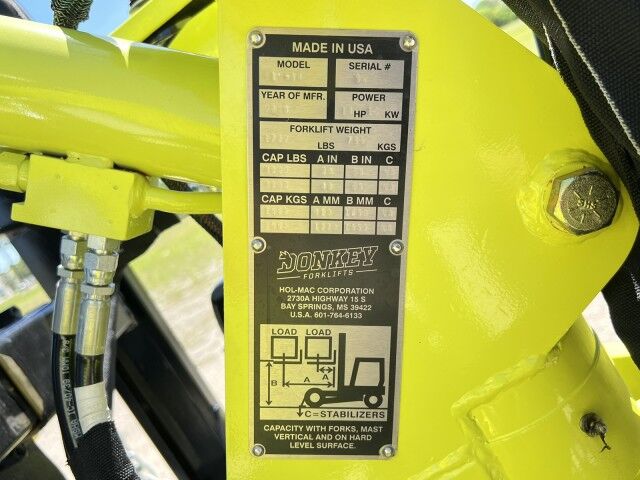 MADE IN USA
MODEL SERIAL #
YEAR OF MFR. POWER
HP KW
FORKLIFT WEIGHT
LBS KGS
CAP LBS A IN B IN C
CAP KGS A MM B MM C
DONKEY
FORKLIFTS
HOL-MAC CORPORATION
2730A HIGHWAY 15 S
BAY SPRINGS, MS 39422
U.S.A. 601-764-6133
LOAD LOAD
A
B A
C=STABILIZERS
CAPACITY WITH FORKS, MAST
VERTICAL AND ON HARD
LEVEL SURFACE.